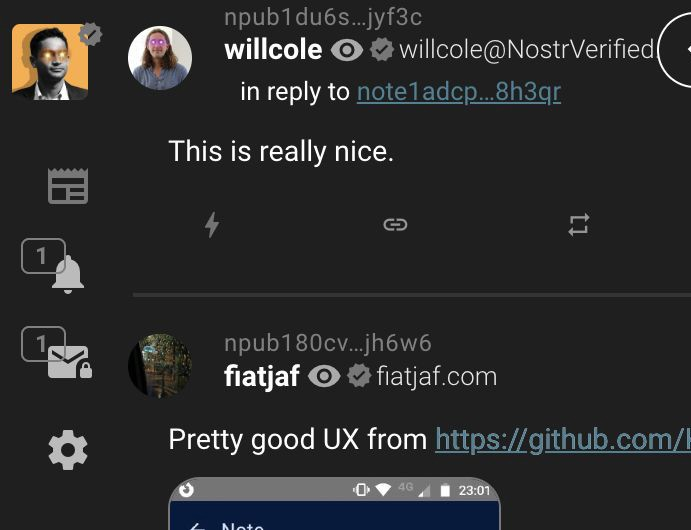 npub1du6s...jyf3c
willcole willcole@NostrVerified.
in reply to note1adcp...8h3qr
This is really nice.
1
1
npub180cv...jh6w6
fiatjaf fiatjaf.com
Pretty good UX from https://github.com/
4G 23:01
Note